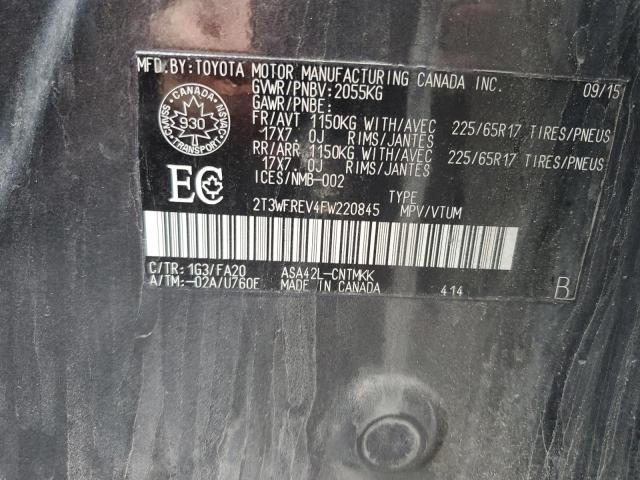 MFD.BY:TOYOTA MOTOR MANUFACTURING CANADA INC.
GVWR/PNBV:2055KG 09/15
GAWR/PNBE:
FR/AVT 1150KG WITH/AVEC 225/65R17 TIRES/PNEUS
17X7.0J RIMS/JANTES
RR/ARR 1150KG WITH/AVEC 225/65R17 TIRES/PNEUS
17X7.0J RIMS/JANTES
ICES/NMB-002
CANADA
930
TRANSPORT
SSVAC
NSVAC
EC
TYPE
2T3WFREV4FW220845 MPV/VTUM
C/TR:1G3/FA20 ASA42L-CNTMKK
A/TM:-02A/U760E MADE IN CANADA 414 B